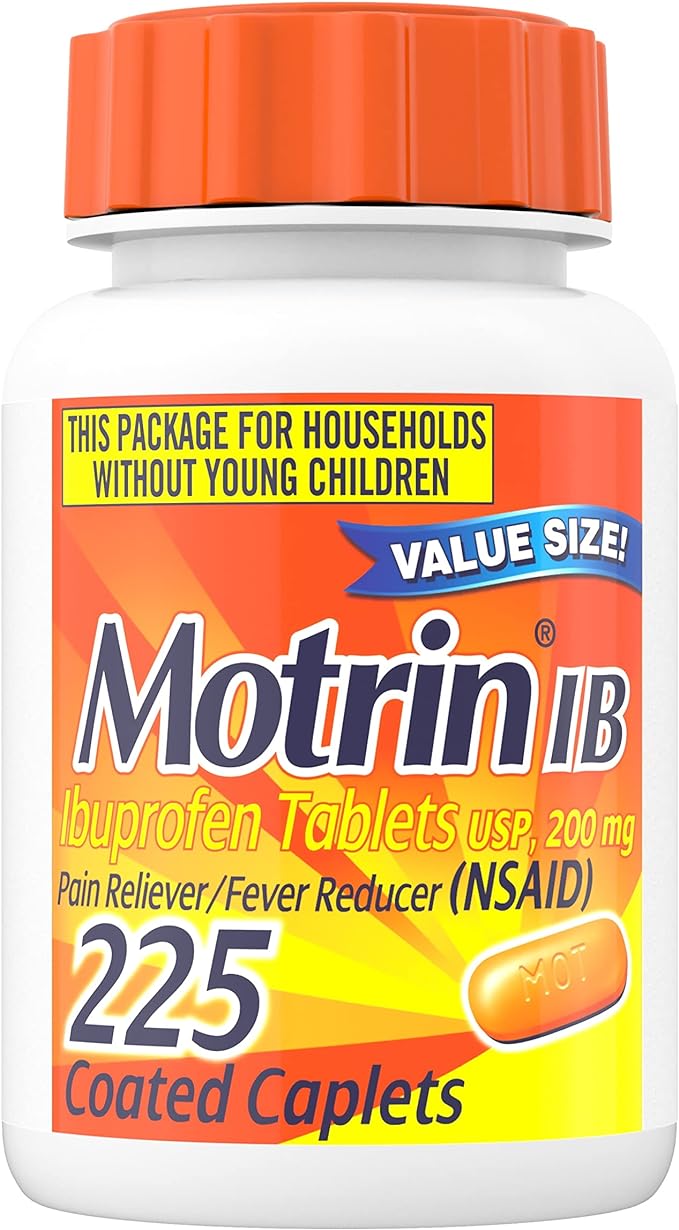 THIS PACKAGE FOR HOUSEHOLDS
WITHOUT YOUNG CHILDREN
VALUE SIZE!
Motrin® IB
Ibuprofen Tablets USP, 200 mg
Pain Reliever/Fever Reducer (NSAID)
225
MOT
Coated Caplets